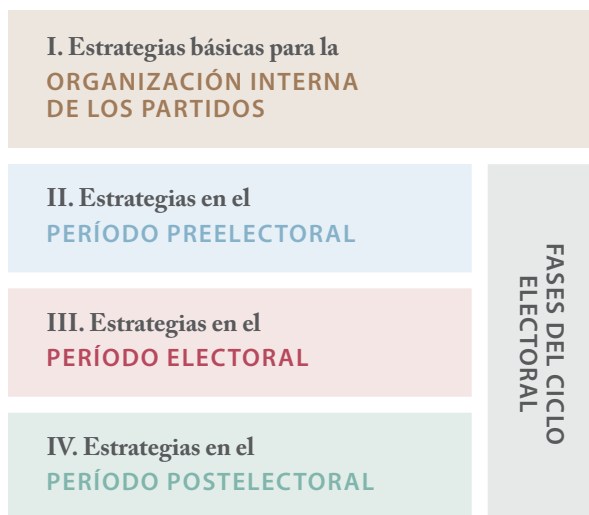 I. Estrategias básicas para la
ORGANIZACIÓN INTERNA
DE LOS PARTIDOS
II. Estrategias en el
PERÍODO PREELECTORAL
III. Estrategias en el
PERÍODO ELECTORAL
IV. Estrategias en el
PERÍODO POSTELECTORAL
FASES DEL CICLO
ELECTORAL